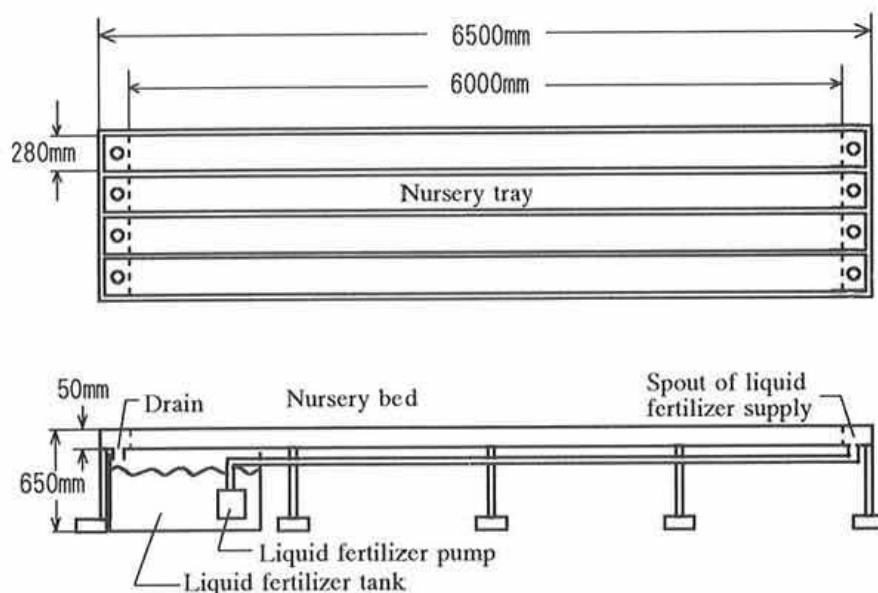 6500mm
6000mm
280mm
Nursery tray
50mm
Drain
Nursery bed
Spout of liquid
fertilizer supply
650mm
Liquid fertilizer pump
Liquid fertilizer tank